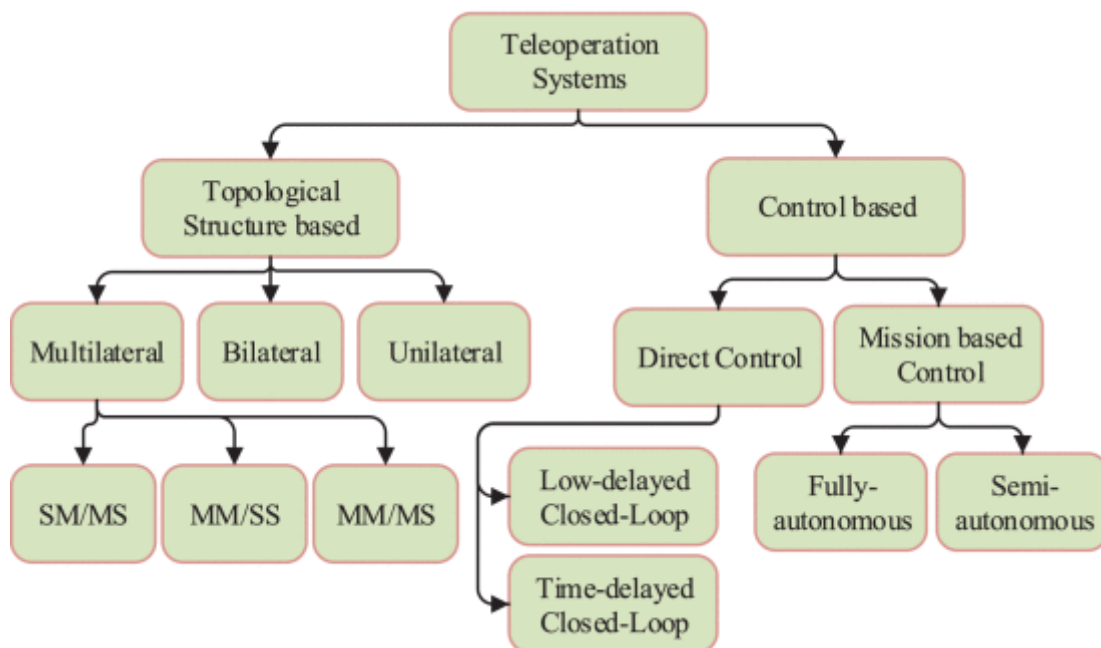 Teleoperation
Systems
Topological
Structure based
Control based
Multilateral
Bilateral
Unilateral
Direct Control
Mission based
Control
SM/MS
MM/SS
MM/MS
Low-delayed
Closed-Loop
Fully-
autonomous
Semi-
autonomous
Time-delayed
Closed-Loop